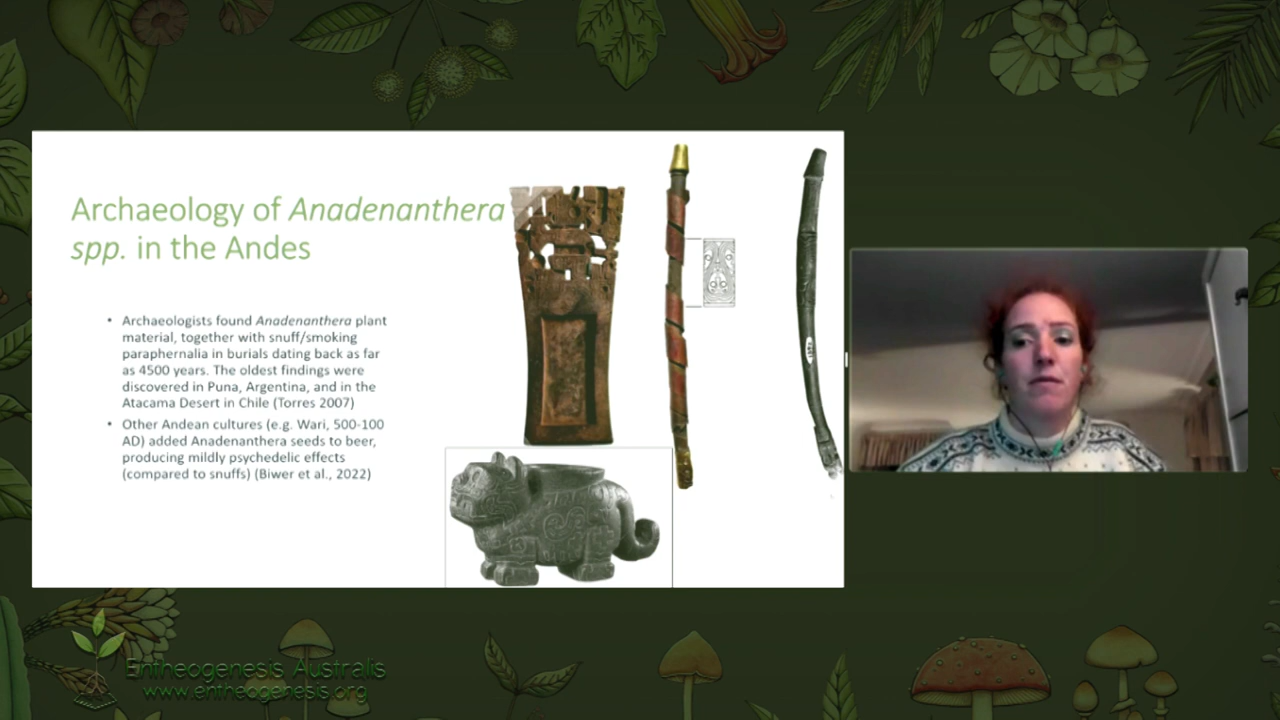 Archaeology of Anadenanthera
spp. in the Andes
• Archaeologists found Anadenanthera plant
material, together with snuff/smoking
paraphernalia in burials dating back as far
as 4500 years. The oldest findings were
discovered in Puna, Argentina, and in the
Atacama Desert in Chile (Torres 2007)
• Other Andean cultures (e.g. Wari, 500-100
AD) added Anadenanthera seeds to beer,
producing mildly psychedelic effects
(compared to snuffs) (Biwer et al., 2022)
Entheogenesis Australis
www.entheogenesis.org